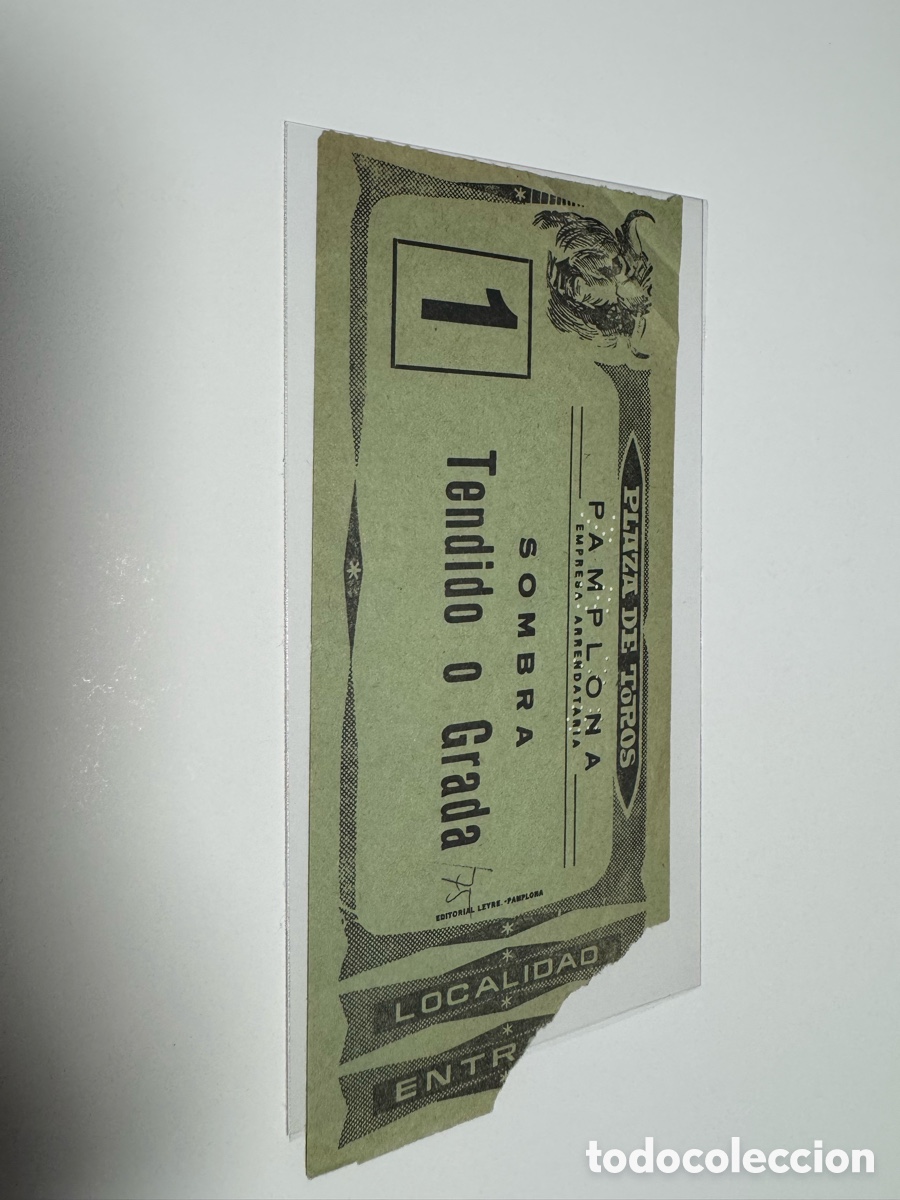 PLAZA DE TOROS
PAMPLONA
EMPRESA ARRENDATARIA
1
SOMBRA
Tendido o Grada
EDITORIAL LEYRE.-PAMPLONA
LOCALIDAD
ENTR
todocoleccion